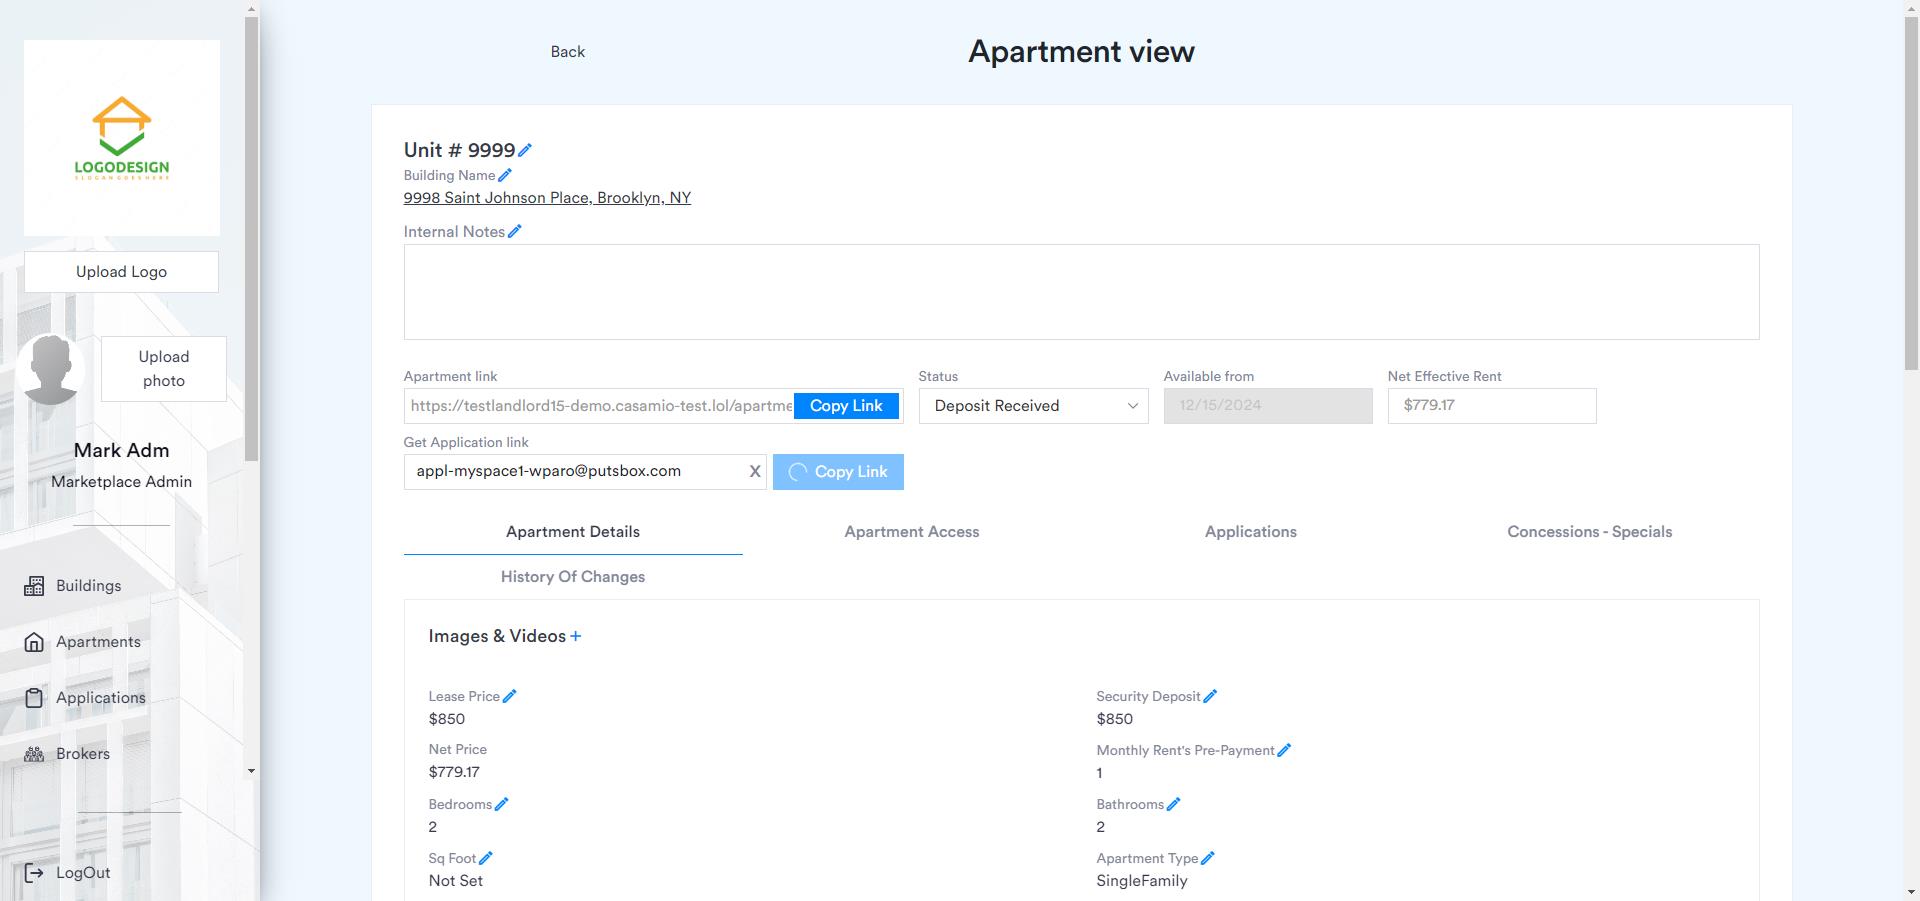 Back
Apartment view
LOGODESIGN
SLOGAN GOES HERE
Upload Logo
Upload
photo
Mark Adm
Marketplace Admin
Buildings
Apartments
Applications
Brokers
LogOut
Unit # 9999
Building Name
9998 Saint Johnson Place, Brooklyn, NY
Internal Notes
Apartment link
https://testlandlord15-demo.casamio-test.lol/apartme
Copy Link
Status
Deposit Received
Available from
12/15/2024
Net Effective Rent
$779.17
Get Application link
appl-myspace1-wparo@putsbox.com
X
Copy Link
Apartment Details
Apartment Access
Applications
Concessions - Specials
History Of Changes
Images & Videos +
Lease Price
$850
Security Deposit
$850
Net Price
$779.17
Monthly Rent's Pre-Payment
1
Bedrooms
2
Bathrooms
2
Sq Foot
Not Set
Apartment Type
SingleFamily